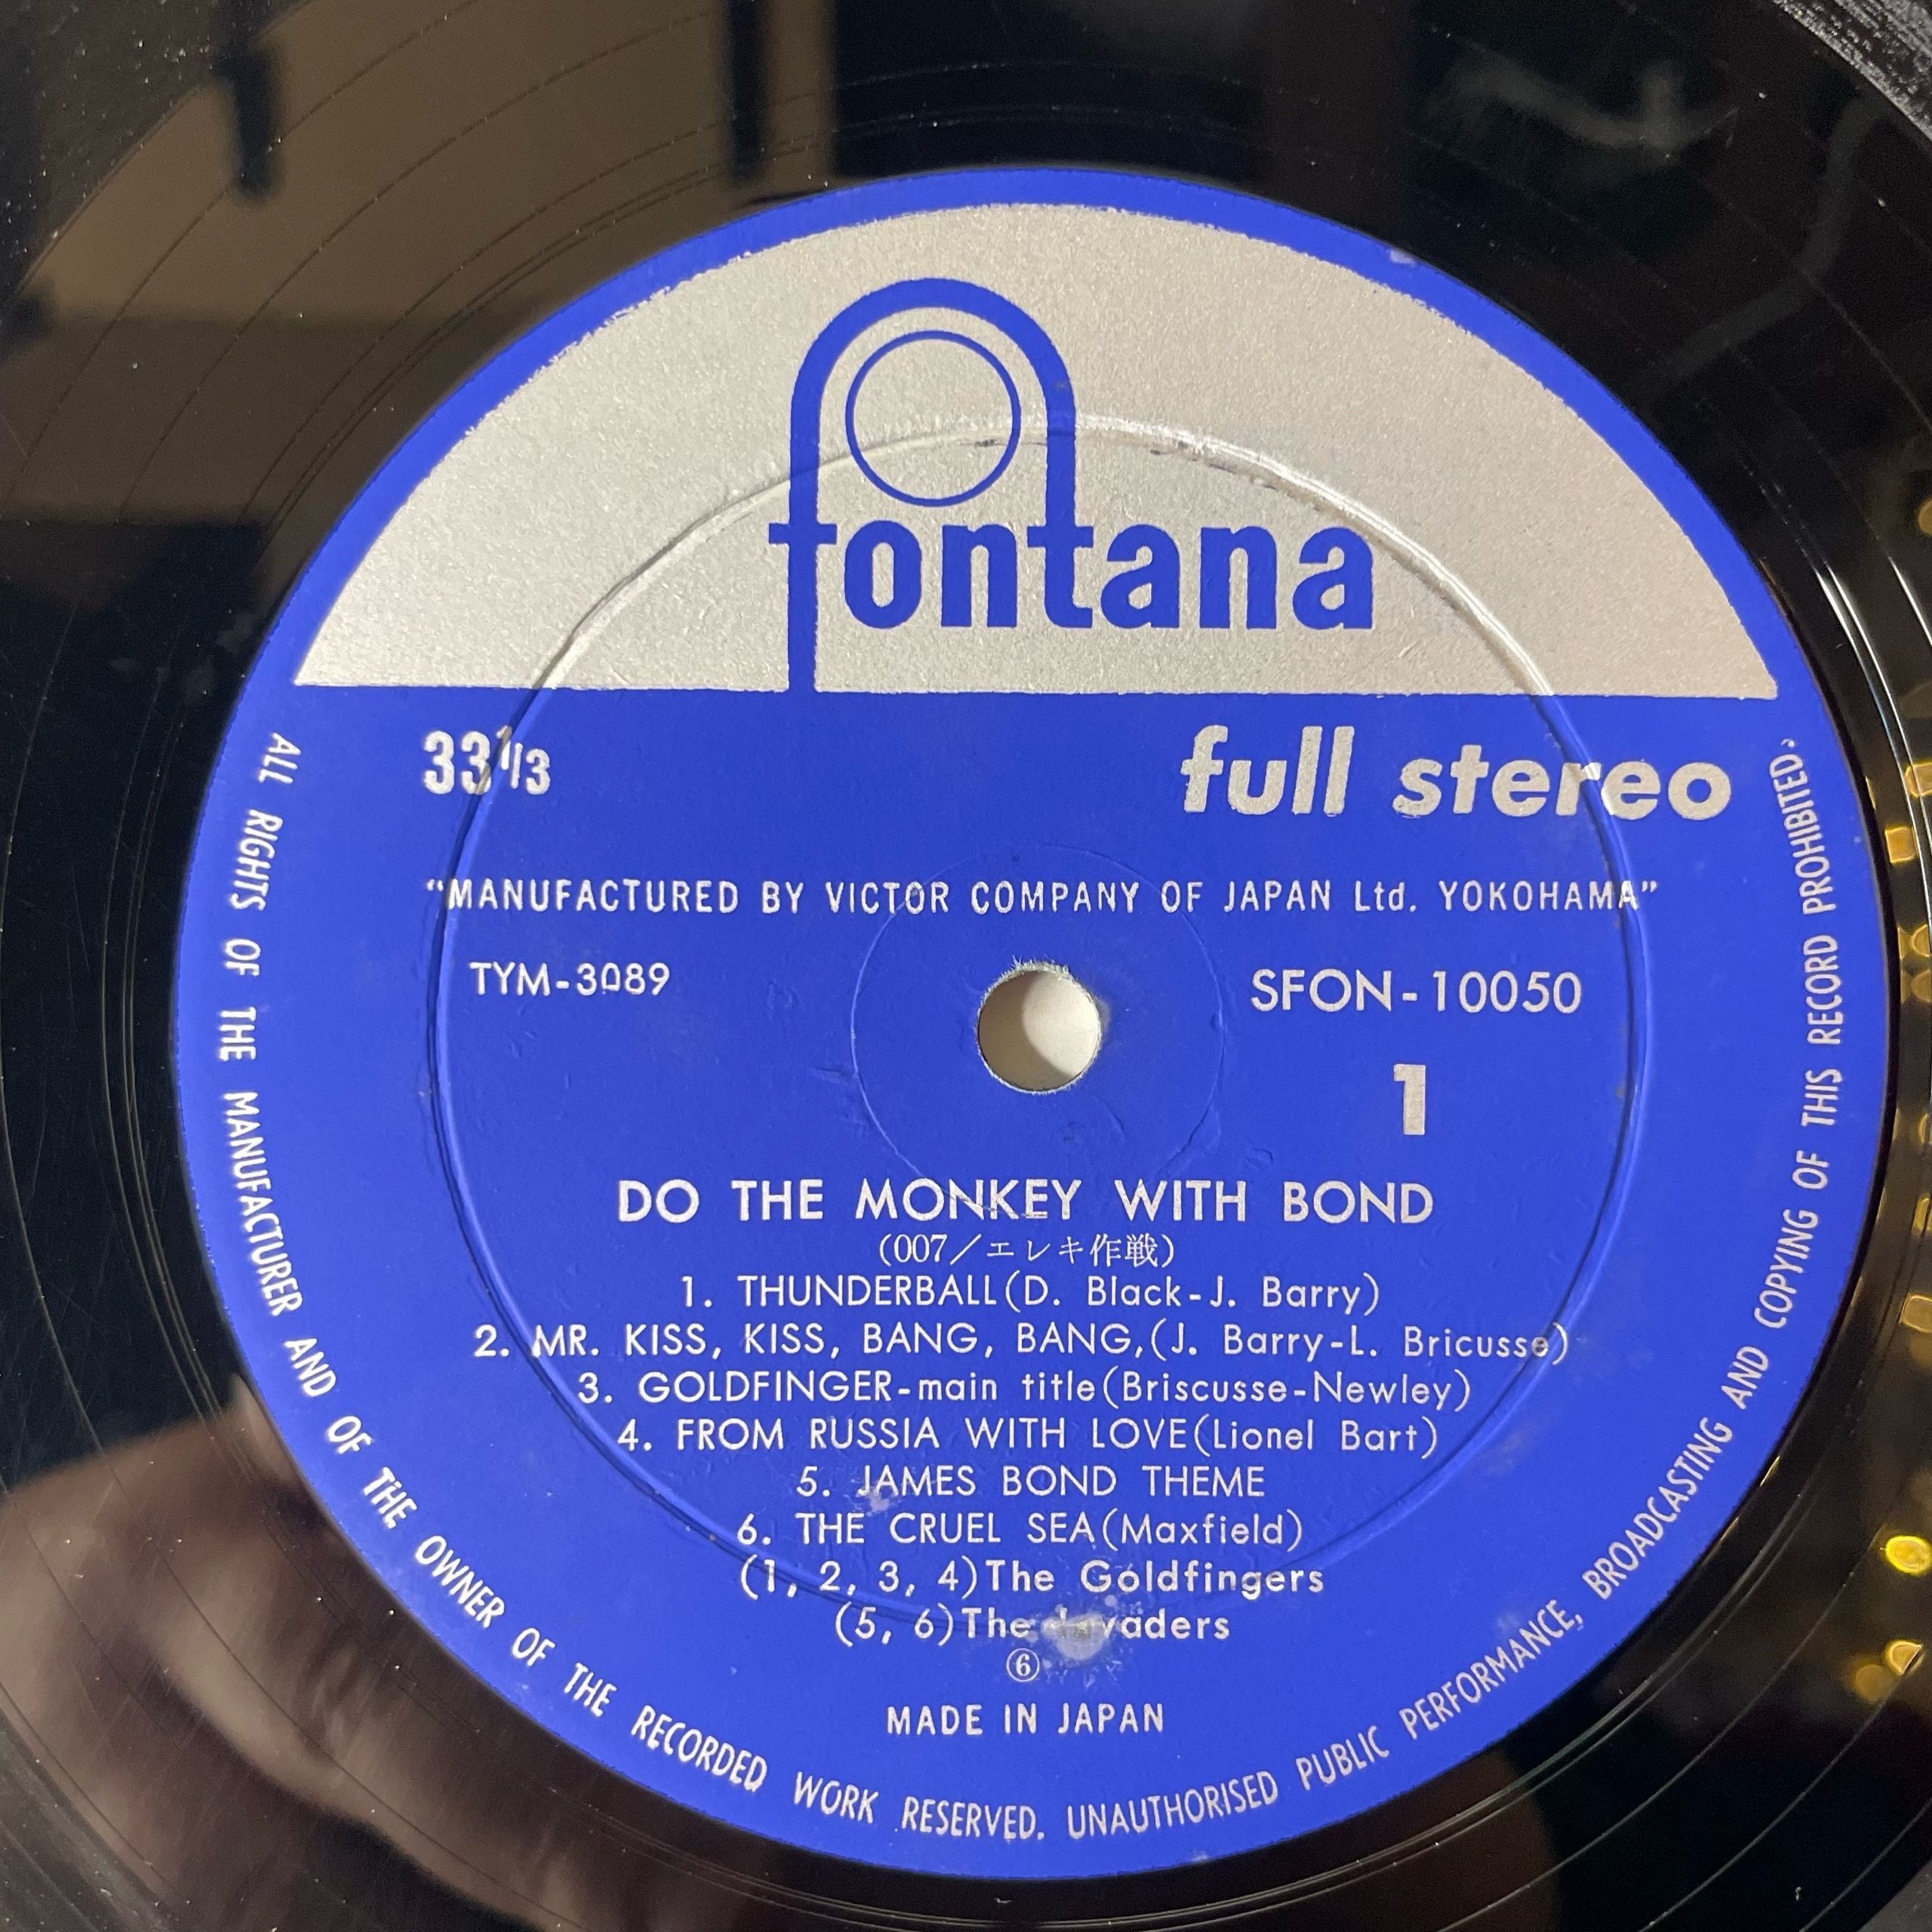 fontana
33 1/3
full stereo
“MANUFACTURED BY VICTOR COMPANY OF JAPAN Ltd. YOKOHAMA”
TYM-3089
SFON-10050
1
DO THE MONKEY WITH BOND
(007／エレキ作戦)
1. THUNDERBALL(D. Black-J. Barry)
2. MR. KISS, KISS, BANG, BANG,(J. Barry-L. Bricusse)
3. GOLDFINGER-main title(Briscusse-Newley)
4. FROM RUSSIA WITH LOVE(Lionel Bart)
5. JAMES BOND THEME
6. THE CRUEL SEA(Maxfield)
(1, 2, 3, 4)The Goldfingers
(5, 6)The
⑥
MADE IN JAPAN
ALL RIGHTS OF THE MANUFACTURER AND OF THE OWNER OF THE RECORDED WORK RESERVED. UNAUTHORISED PUBLIC PERFORMANCE, BROADCASTING AND COPYING OF THIS RECORD PROHIBITED.